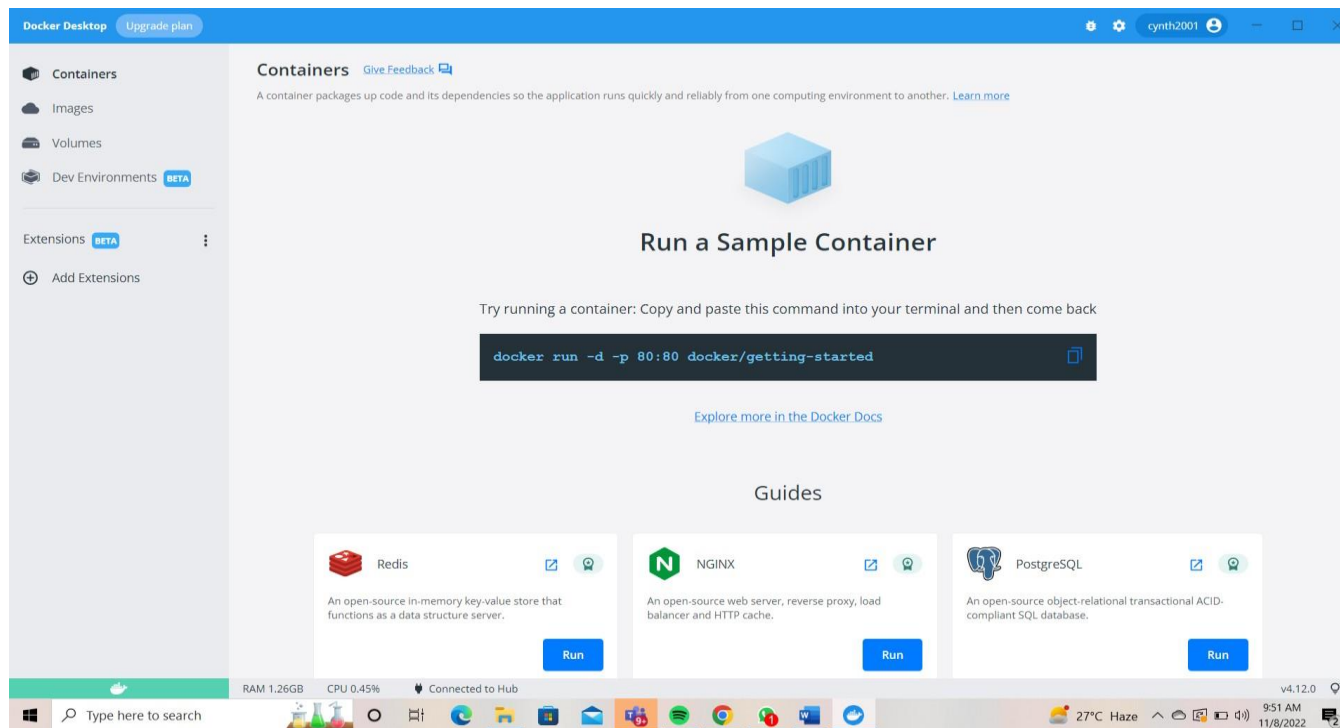 Docker Desktop Upgrade plan cynth2001
Containers
Images
Volumes
Dev Environments BETA
Extensions BETA
Add Extensions
Containers Give Feedback
A container packages up code and its dependencies so the application runs quickly and reliably from one computing environment to another. Learn more
Run a Sample Container
Try running a container: Copy and paste this command into your terminal and then come back
docker run -d -p 80:80 docker/getting-started
Explore more in the Docker Docs
Guides
Redis
An open-source in-memory key-value store that
functions as a data structure server.
Run
NGINX
An open-source web server, reverse proxy, load
balancer and HTTP cache.
Run
PostgreSQL
An open-source object-relational transactional ACID-
compliant SQL database.
Run
RAM 1.26GB CPU 0.45% Connected to Hub v4.12.0
Type here to search
27°C Haze
9:51 AM
11/8/2022